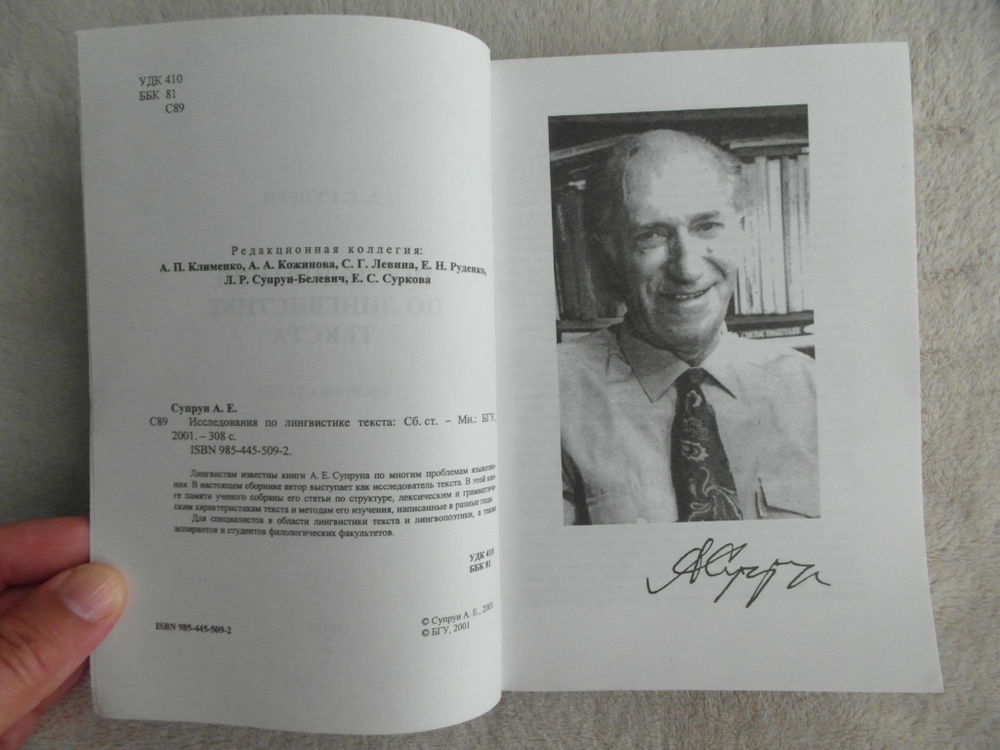 УДК 410
ББК 81
С89
Редакционная коллегия:
А. П. Клименко, А. А. Кожинова, С. Г. Левина, Е. Н. Руденко,
Л. Р. Супрун-Белевич, Е. С. Суркова
Супрун А. Е.
С89 Исследования по лингвистике текста: Сб. ст. – Мн.: БГУ,
2001. – 308 с.
ISBN 985-445-509-2.
Лингвистам известны книги А. Е. Супруна по многим проблемам языкозна-
ния. В настоящем сборнике автор выступает как исследователь текста. В этой кни-
ге памяти ученого собраны его статьи по структуре, лексическим и грамматиче-
ским характеристикам текста и методам его изучения, написанные в разные годы.
Для специалистов в области лингвистики текста и лингвопоэтики, а также
аспирантов и студентов филологических факультетов.
УДК 410
ББК 81
ISBN 985-445-509-2
© Супрун А. Е., 2001
© БГУ, 2001
АСупрун